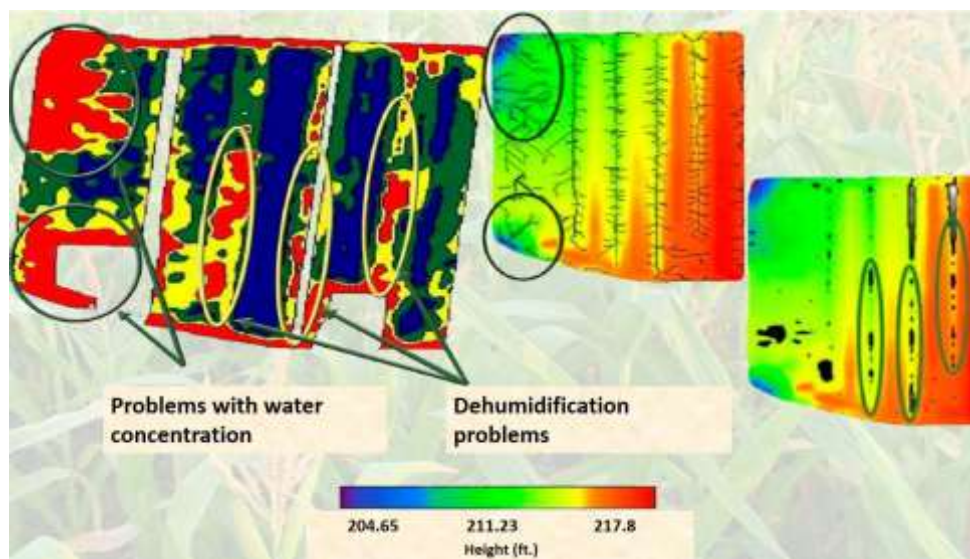 Problems with water
concentration
Dehumidification
problems
204.65 211.23 217.8
Height (ft.)